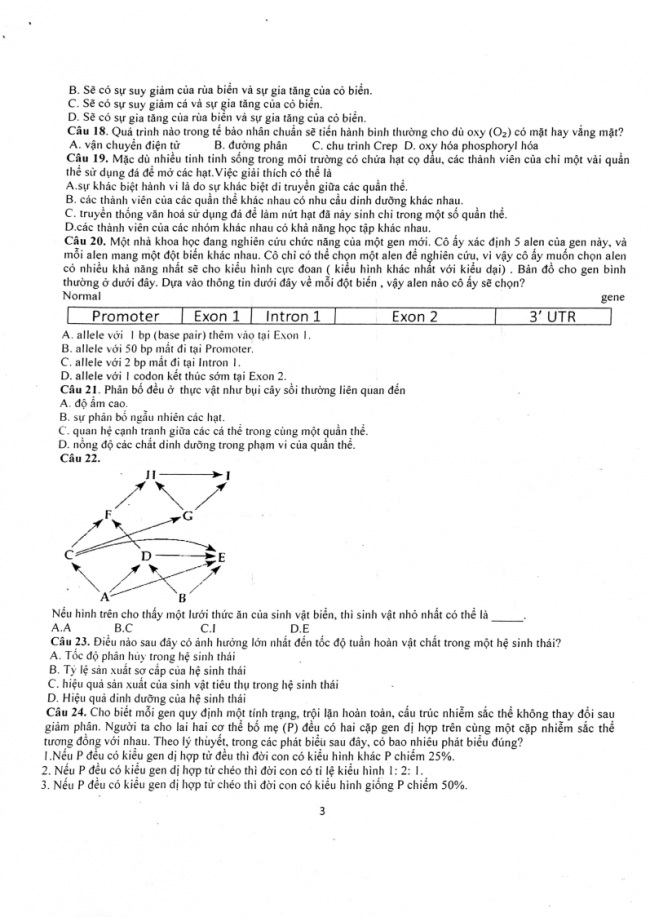 B. Sẽ có sự suy giảm của rùa biển và sự gia tăng của cỏ biển.
C. Sẽ có sự suy giảm cá và sự gia tăng của cỏ biển.
D. Sẽ có sự gia tăng của rùa biển và sự gia tăng của cỏ biển.
Câu 18. Quá trình nào trong tế bào nhân chuẩn sẽ tiến hành bình thường cho dù oxy (O₂) có mặt hay vắng mặt?
A. vận chuyển điện tử B. đường phân C. chu trình Crep D. oxy hóa phosphoryl hóa
Câu 19. Mặc dù nhiều tinh tinh sống trong môi trường có chứa hạt cọ dầu, các thành viên của chỉ một vài quần
thể sử dụng đá để mở các hạt.Việc giải thích có thể là
A.sự khác biệt hành vi là do sự khác biệt di truyền giữa các quần thể.
B. các thành viên của các quần thể khác nhau có nhu cầu dinh dưỡng khác nhau.
C. truyền thống văn hoá sử dụng đá để làm nứt hạt đã nảy sinh chỉ trong một số quần thể.
D.các thành viên của các nhóm khác nhau có khả năng học tập khác nhau.
Câu 20. Một nhà khoa học đang nghiên cứu chức năng của một gen mới. Cô ấy xác định 5 alen của gen này, và
mỗi alen mang một đột biến khác nhau. Cô chỉ có thể chọn một alen để nghiên cứu, vì vậy cô ấy muốn chọn alen
có nhiều khả năng nhất sẽ cho kiểu hình cực đoan ( kiểu hình khác nhất với kiểu dại) . Bản đồ cho gen bình
thường ở dưới đây. Dựa vào thông tin dưới đây về mỗi đột biến , vậy alen nào cô ấy sẽ chọn?
Normal gene
Promoter Exon 1 Intron 1 Exon 2 3' UTR
A. allele với 1 bp (base pair) thêm vào tại Exon 1.
B. allele với 50 bp mất đi tại Promoter.
C. allele với 2 bp mất đi tại Intron 1.
D. allele với 1 codon kết thúc sớm tại Exon 2.
Câu 21. Phân bố đều ở thực vật như bụi cây sồi thường liên quan đến
A. độ ẩm cao.
B. sự phân bố ngẫu nhiên các hạt.
C. quan hệ cạnh tranh giữa các cá thể trong cùng một quần thể.
D. nồng độ các chất dinh dưỡng trong phạm vi của quần thể.
Câu 22.
H I
F G
C D E
A B
Nếu hình trên cho thấy một lưới thức ăn của sinh vật biển, thì sinh vật nhỏ nhất có thể là ______.
A.A B.C C.I D.E
Câu 23. Điều nào sau đây có ảnh hưởng lớn nhất đến tốc độ tuần hoàn vật chất trong một hệ sinh thái?
A. Tốc độ phân hủy trong hệ sinh thái
B. Tỷ lệ sản xuất sơ cấp của hệ sinh thái
C. hiệu quả sản xuất của sinh vật tiêu thụ trong hệ sinh thái
D. Hiệu quả dinh dưỡng của hệ sinh thái
Câu 24. Cho biết mỗi gen quy định một tính trạng, trội lặn hoàn toàn, cấu trúc nhiễm sắc thể không thay đổi sau
giảm phân. Người ta cho lai hai cơ thể bố mẹ (P) đều có hai cặp gen dị hợp trên cùng một cặp nhiễm sắc thể
tương đồng với nhau. Theo lý thuyết, trong các phát biểu sau đây, có bao nhiêu phát biểu đúng?
1.Nếu P đều có kiểu gen dị hợp tử đều thì đời con có kiểu hình khác P chiếm 25%.
2. Nếu P đều có kiểu gen dị hợp tử chéo thì đời con có tỉ lệ kiểu hình 1: 2: 1.
3. Nếu P đều có kiểu gen dị hợp tử chéo thì đời con có kiểu hình giống P chiếm 50%.
3